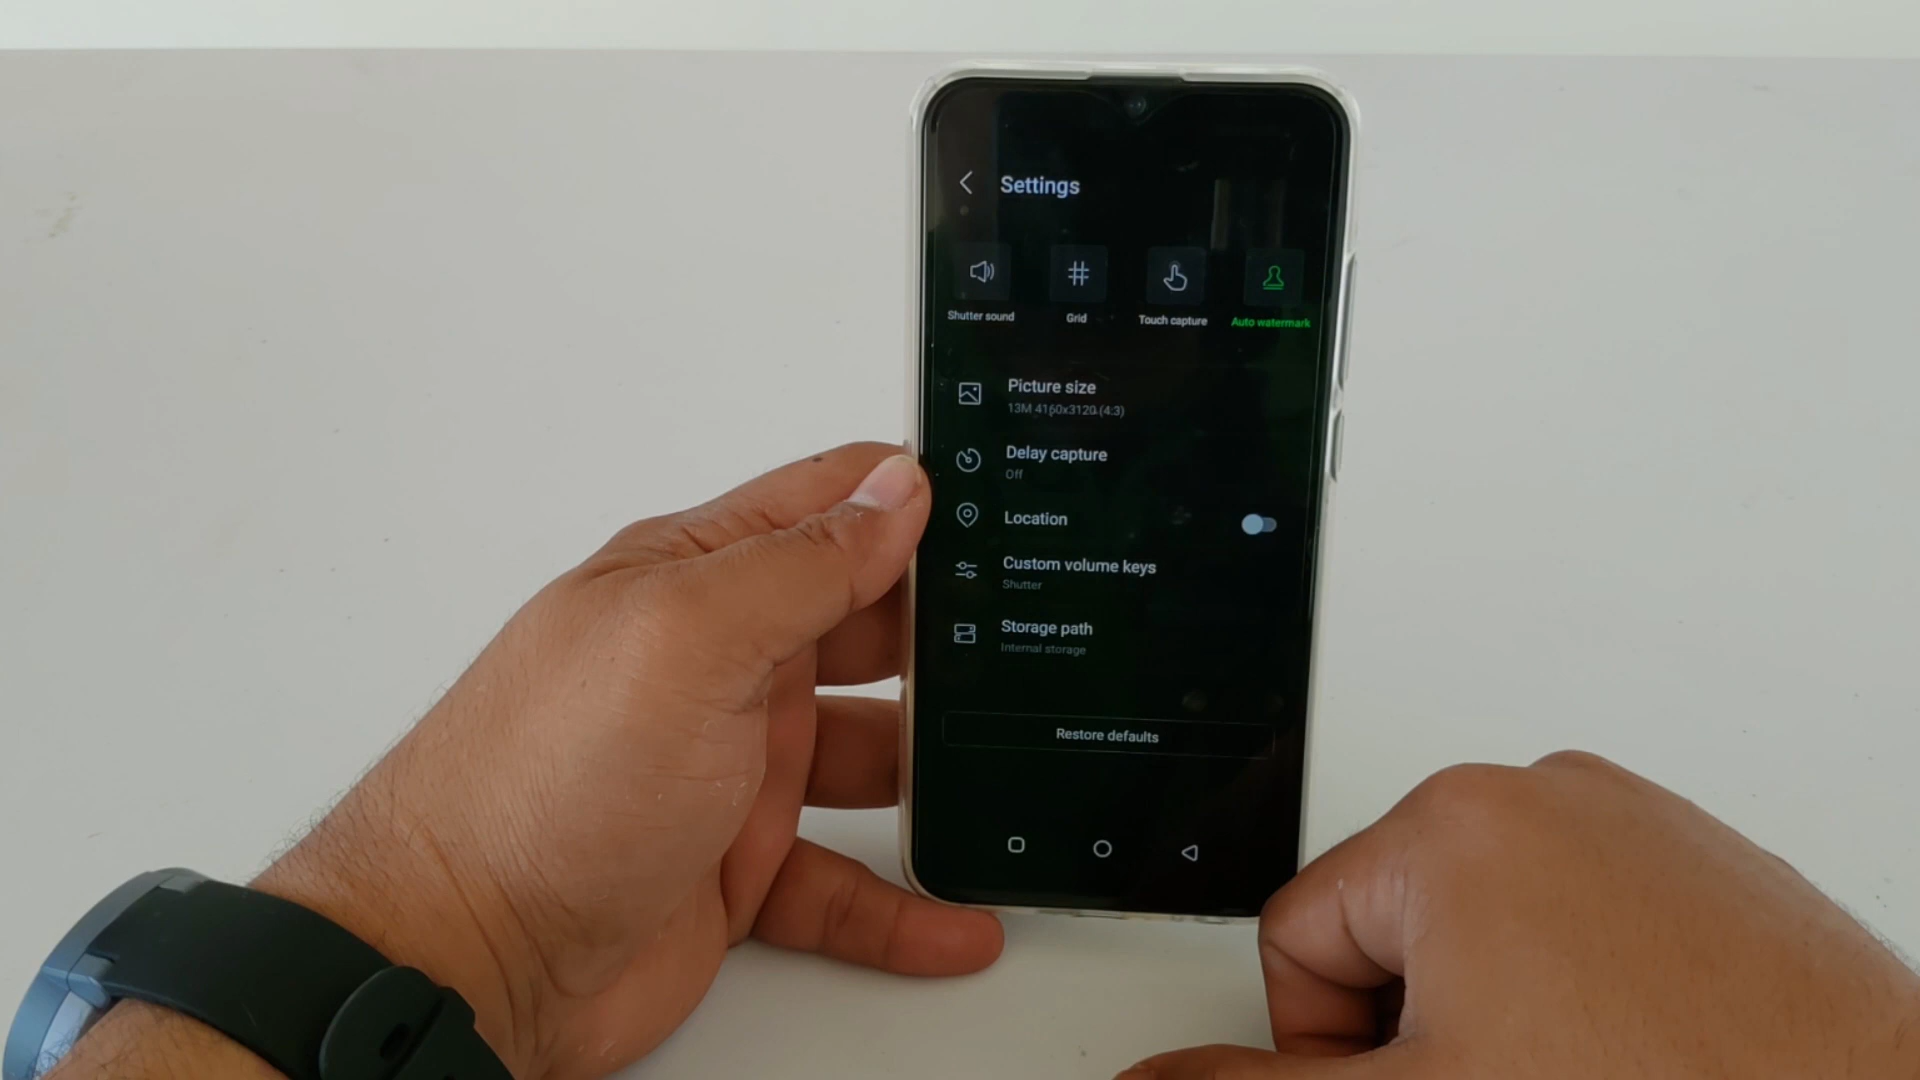 Settings
Shutter sound
Grid
Touch capture
Auto watermark
Picture size
13M 4160x3120 (4:3)
Delay capture
Off
Location
Custom volume keys
Shutter
Storage path
Internal storage
Restore defaults